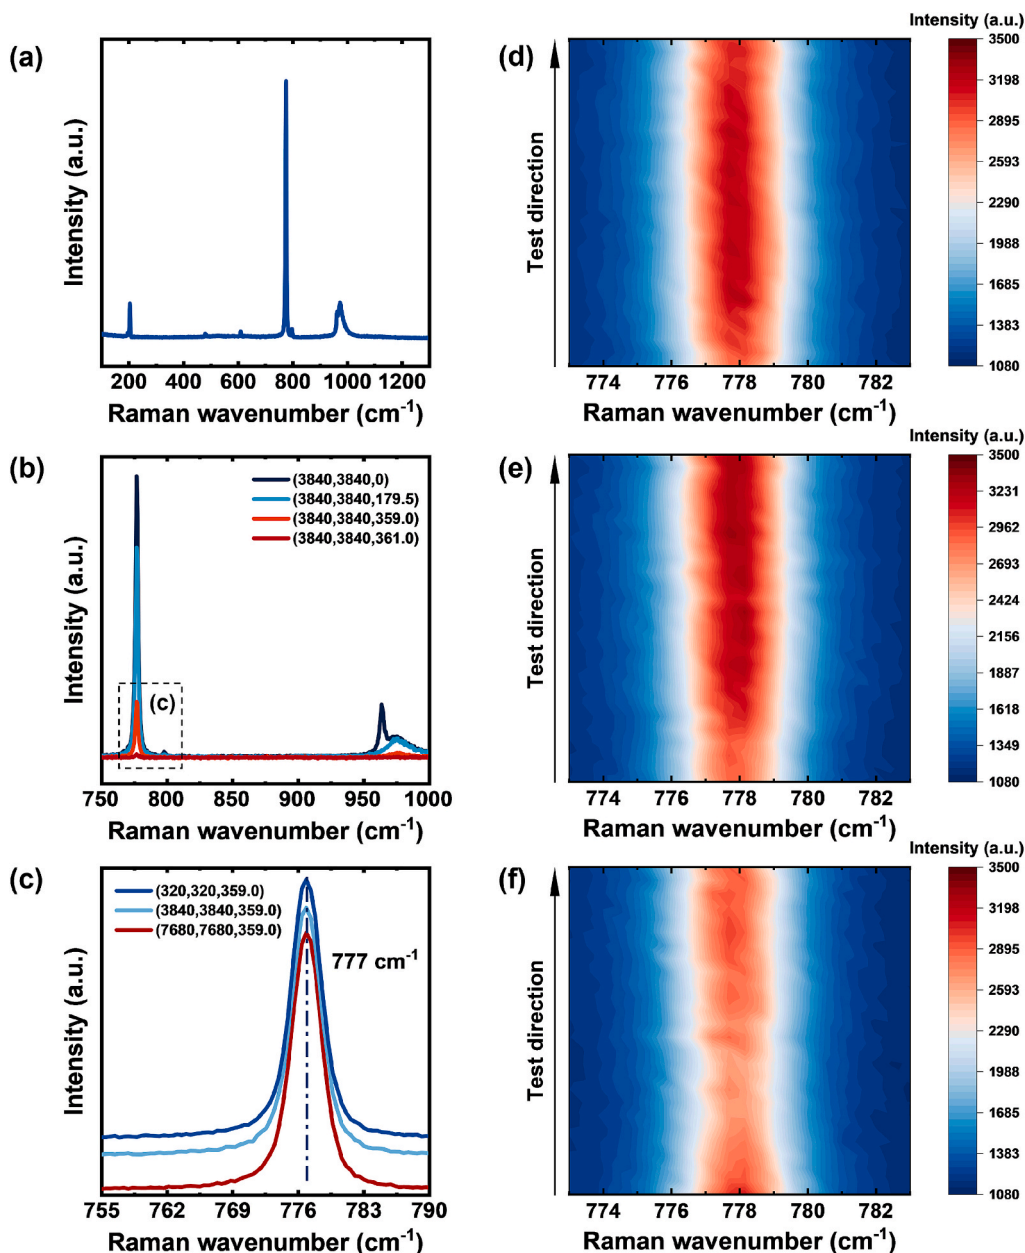 (a)
Intensity (a.u.)
200 400 600 800 1000 1200
Raman wavenumber (cm⁻¹)
(d)
Test direction
774 776 778 780 782
Raman wavenumber (cm⁻¹)
Intensity (a.u.)
3500
3198
2895
2593
2290
1988
1685
1383
1080
(b)
Intensity (a.u.)
(3840,3840,0)
(3840,3840,179.5)
(3840,3840,359.0)
(3840,3840,361.0)
(c)
750 800 850 900 950 1000
Raman wavenumber (cm⁻¹)
(e)
Test direction
774 776 778 780 782
Raman wavenumber (cm⁻¹)
Intensity (a.u.)
3500
3231
2962
2693
2424
2156
1887
1618
1349
1080
(c)
Intensity (a.u.)
(320,320,359.0)
(3840,3840,359.0)
(7680,7680,359.0)
777 cm⁻¹
755 762 769 776 783 790
Raman wavenumber (cm⁻¹)
(f)
Test direction
774 776 778 780 782
Raman wavenumber (cm⁻¹)
Intensity (a.u.)
3500
3198
2895
2593
2290
1988
1685
1383
1080